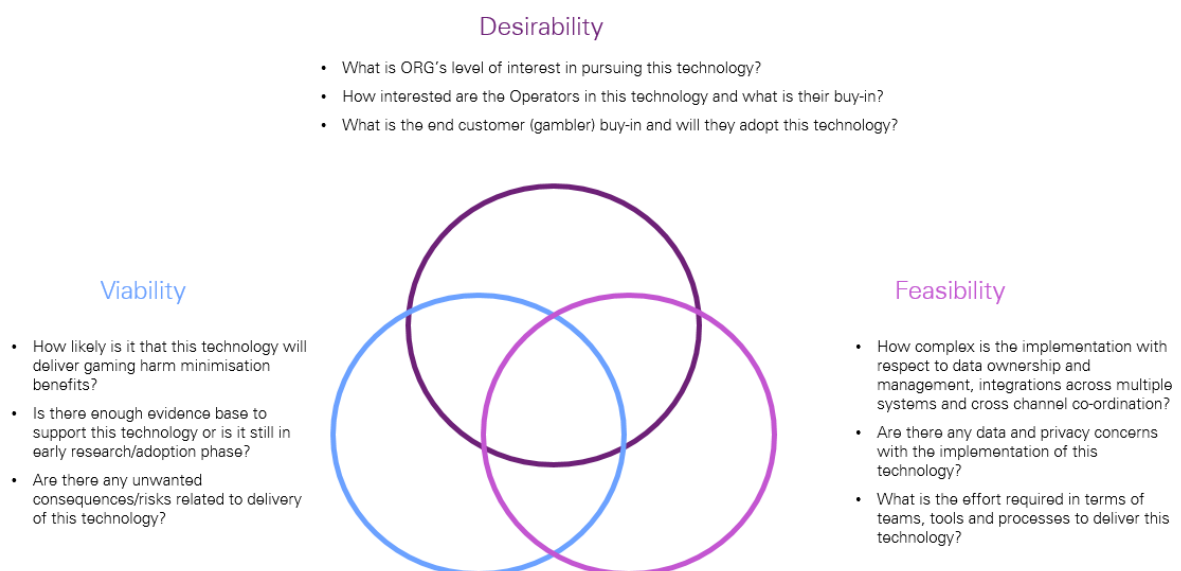 Desirability
• What is ORG's level of interest in pursuing this technology?
• How interested are the Operators in this technology and what is their buy-in?
• What is the end customer (gambler) buy-in and will they adopt this technology?
Viability
• How likely is it that this technology will
deliver gaming harm minimisation
benefits?
• Is there enough evidence base to
support this technology or is it still in
early research/adoption phase?
• Are there any unwanted
consequences/risks related to delivery
of this technology?
Feasibility
• How complex is the implementation with
respect to data ownership and
management, integrations across multiple
systems and cross channel co-ordination?
• Are there any data and privacy concerns
with the implementation of this
technology?
• What is the effort required in terms of
teams, tools and processes to deliver this
technology?